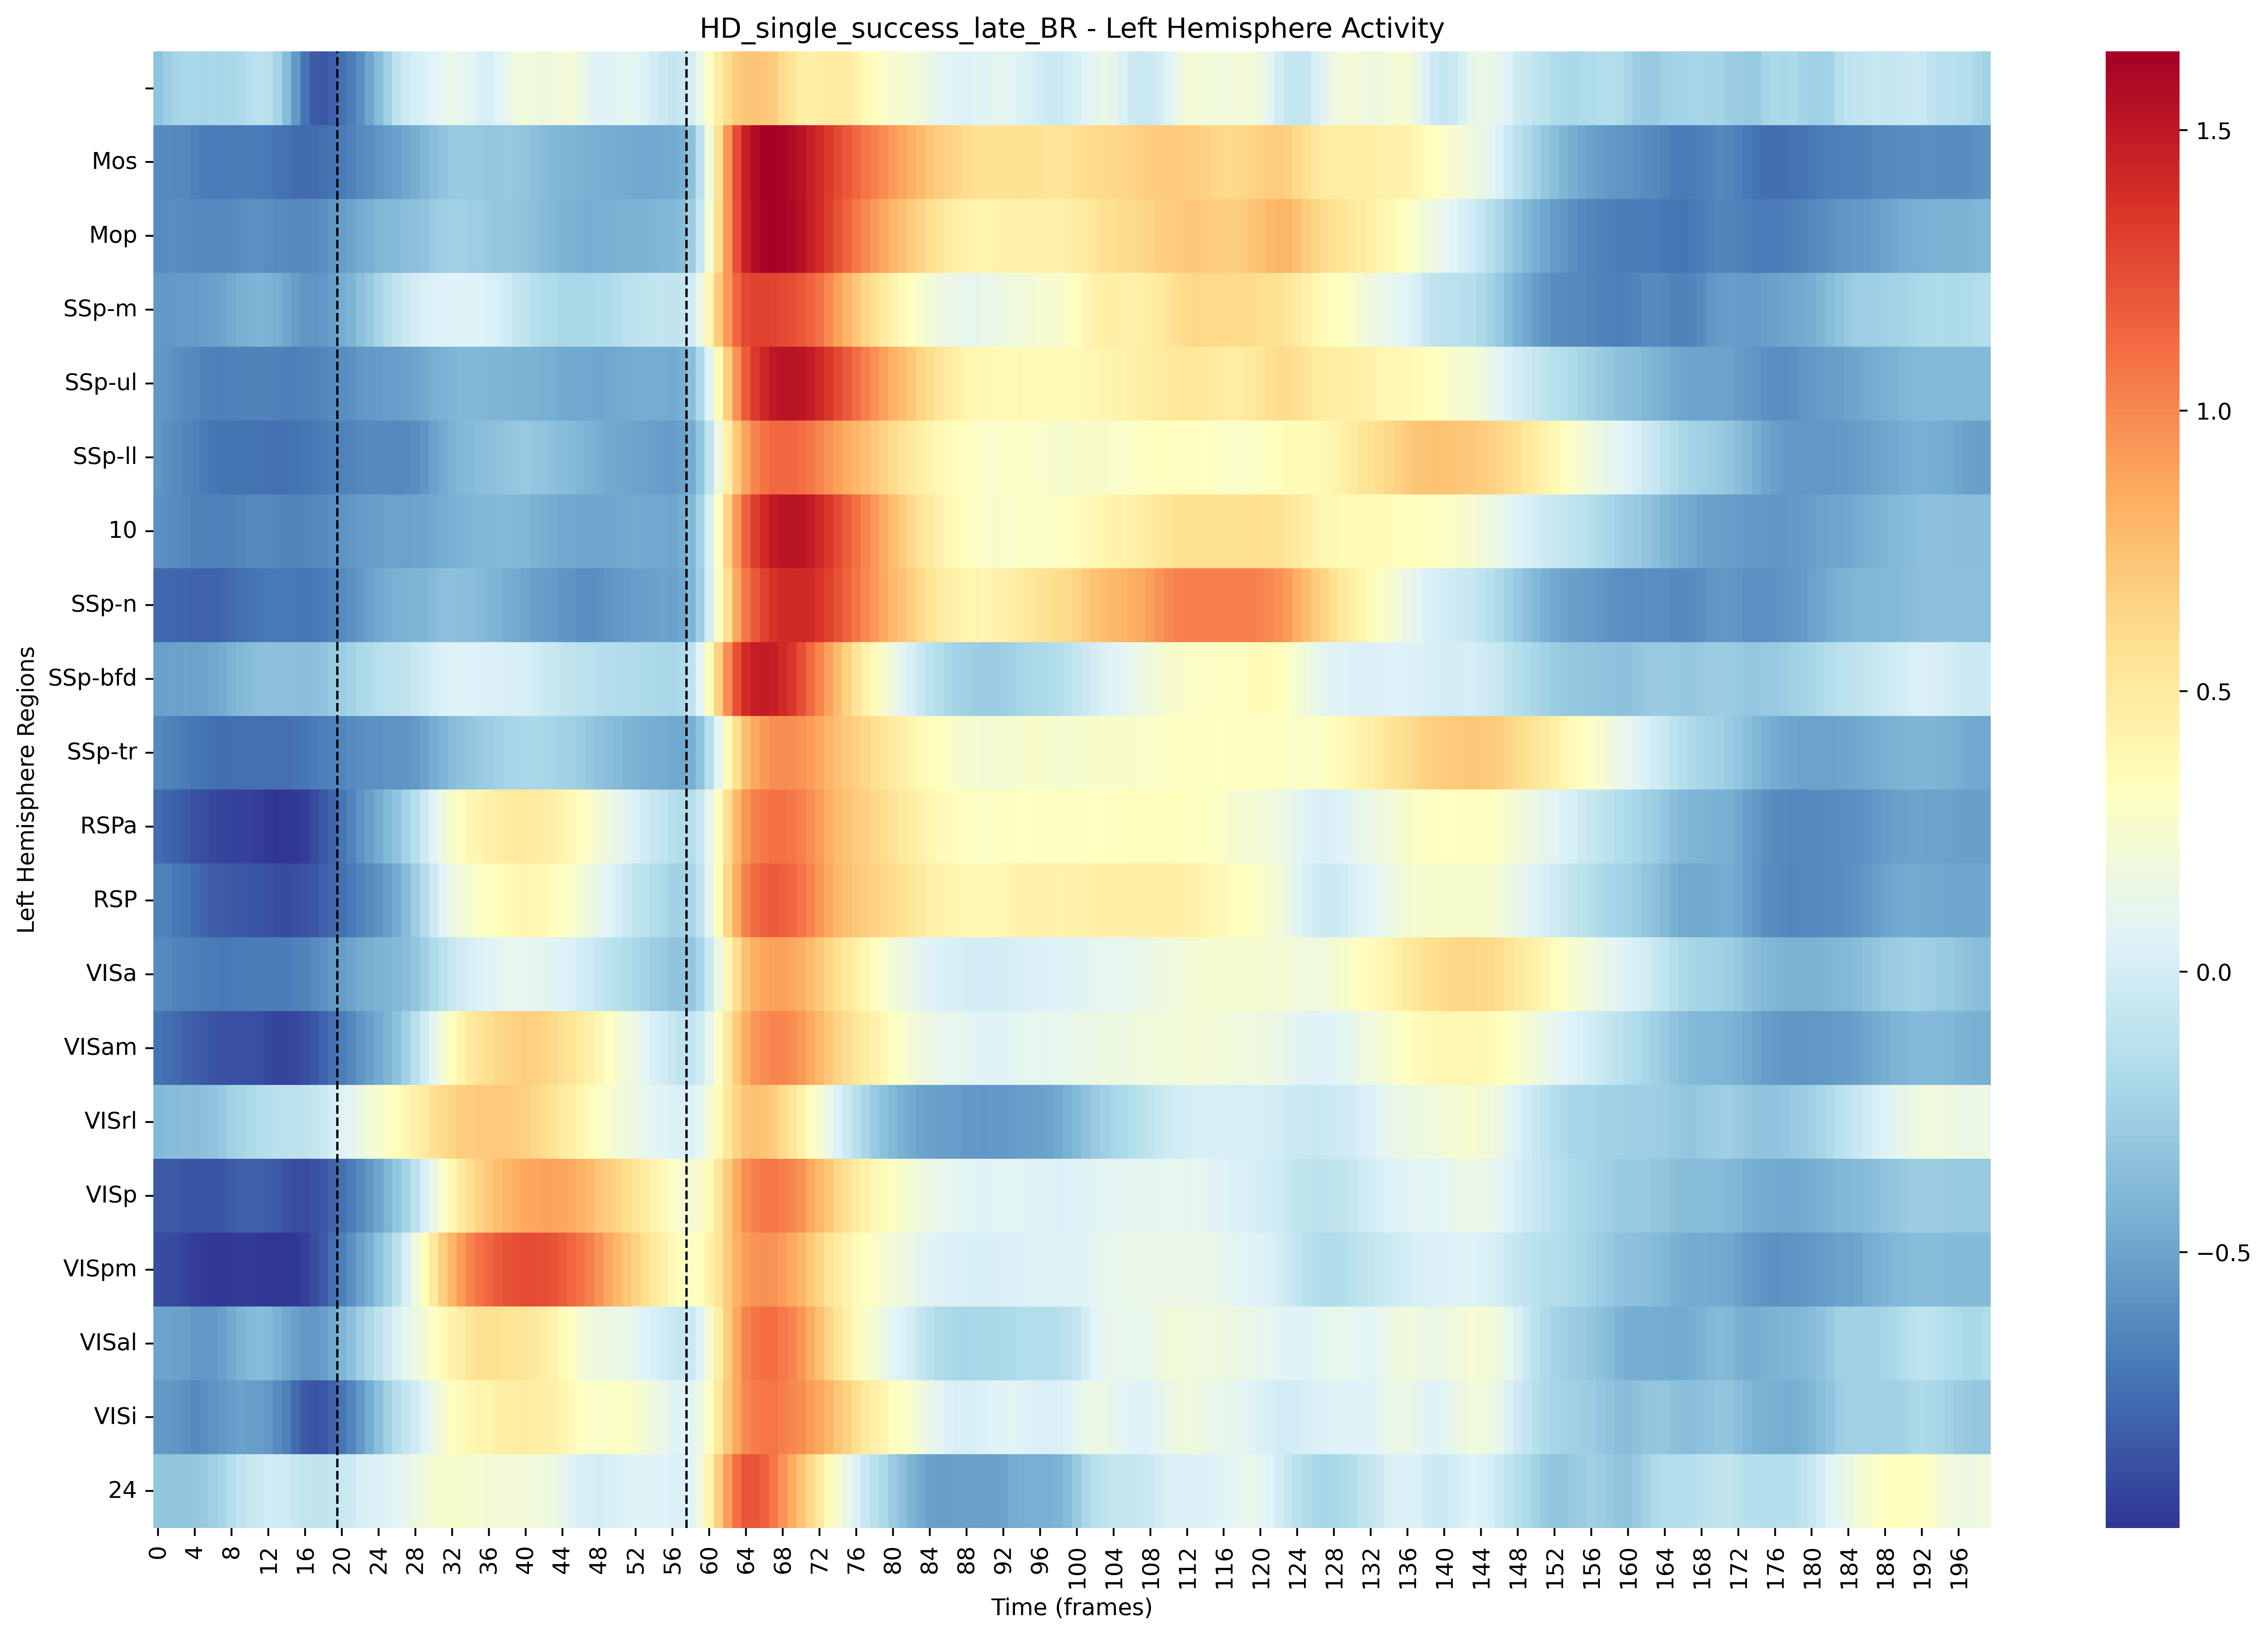 HD_single_success_late_BR - Left Hemisphere Activity
Left Hemisphere Regions
Mos
Mop
SSp-m
SSp-ul
SSp-ll
10
SSp-n
SSp-bfd
SSp-tr
RSPa
RSP
VISa
VISam
VISrl
VISp
VISpm
VISal
VISi
24
0 4 8 12 16 20 24 28 32 36 40 44 48 52 56 60 64 68 72 76 80 84 88 92 96 100 104 108 112 116 120 124 128 132 136 140 144 148 152 156 160 164 168 172 176 180 184 188 192 196
Time (frames)
1.5
1.0
0.5
0.0
−0.5